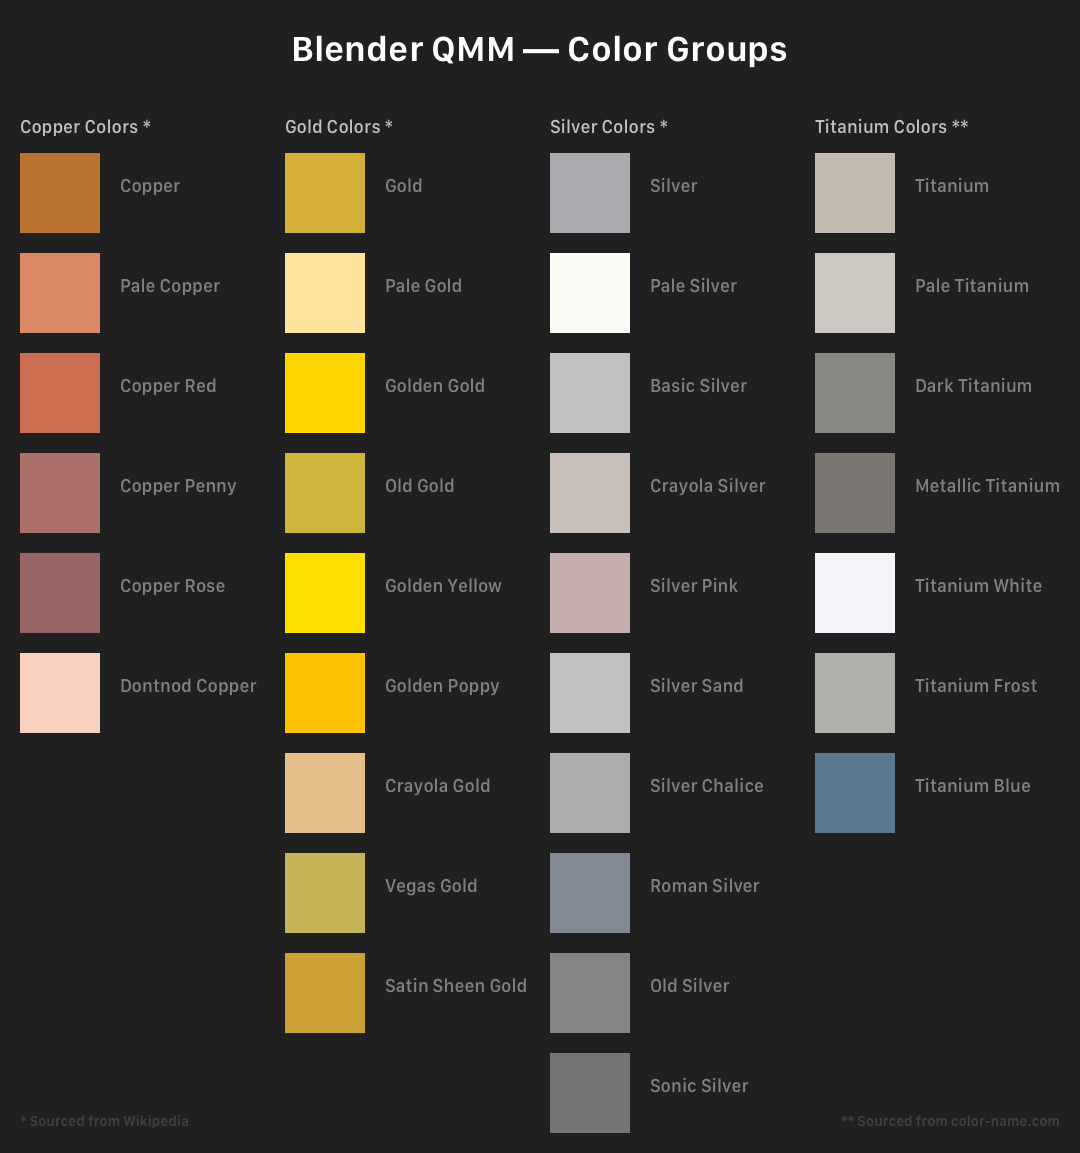 Blender QMM — Color Groups
Copper Colors *
Copper
Pale Copper
Copper Red
Copper Penny
Copper Rose
Dontnod Copper
Gold Colors *
Gold
Pale Gold
Golden Gold
Old Gold
Golden Yellow
Golden Poppy
Crayola Gold
Vegas Gold
Satin Sheen Gold
Silver Colors *
Silver
Pale Silver
Basic Silver
Crayola Silver
Silver Pink
Silver Sand
Silver Chalice
Roman Silver
Old Silver
Sonic Silver
Titanium Colors **
Titanium
Pale Titanium
Dark Titanium
Metallic Titanium
Titanium White
Titanium Frost
Titanium Blue
* Sourced from Wikipedia
** Sourced from color-name.com